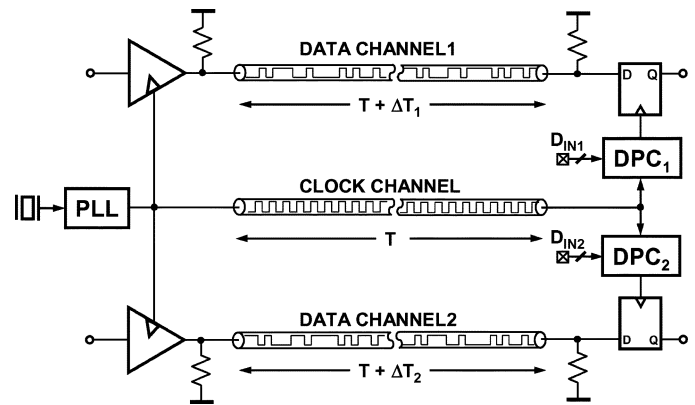 DATA CHANNEL1
T + ΔT1
D Q
DIN1
DPC1
CLOCK CHANNEL
PLL
T
DIN2
DPC2
DATA CHANNEL2
D Q
T + ΔT2